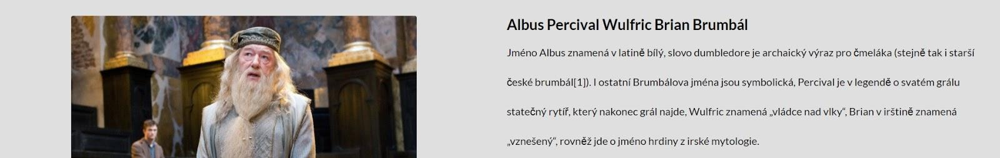 Albus Percival Wulfric Brian Brumbál
Jméno Albus znamená v latině bílý, slovo dumbledore je archaický výraz pro čmeláka (stejně tak i starší
české brumbál[1]). I ostatní Brumbálova jména jsou symbolická, Percival je v legendě o svatém grálu
statečný rytíř, který nakonec grál najde, Wulfric znamená „vládce nad vlky“, Brian v irštině znamená
„vznešený“, rovněž jde o jméno hrdiny z irské mytologie.